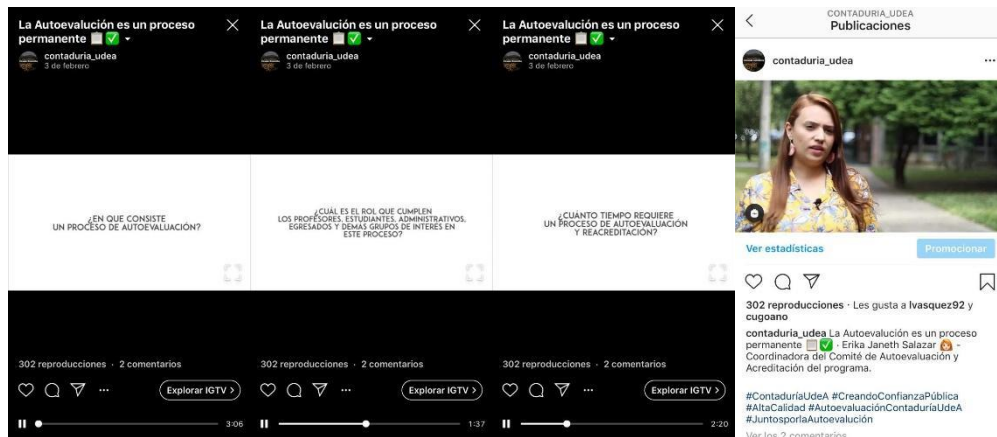 La Autoevalución es un proceso
permanente 📋✅
contaduria_udea
3 de febrero
¿EN QUE CONSISTE
UN PROCESO DE AUTOEVALUACIÓN?
302 reproducciones · 2 comentarios
Explorar IGTV >
3:06
La Autoevalución es un proceso
permanente 📋✅
contaduria_udea
3 de febrero
¿CUÁL ES EL ROL QUE CUMPLEN
LOS PROFESORES, ESTUDIANTES, ADMINISTRATIVOS,
EGRESADOS Y DEMÁS GRUPOS DE INTERÉS EN
ESTE PROCESO?
302 reproducciones · 2 comentarios
Explorar IGTV >
1:37
La Autoevalución es un proceso
permanente 📋✅
contaduria_udea
3 de febrero
¿CUÁNTO TIEMPO REQUIERE
UN PROCESO DE AUTOEVALUACIÓN
Y REACREDITACIÓN?
302 reproducciones · 2 comentarios
Explorar IGTV >
2:20
CONTADURIA_UDEA
Publicaciones
contaduria_udea
Ver estadísticas
Promocionar
302 reproducciones · Les gusta a lvasquez92 y
cugoano
contaduria_udea La Autoevalución es un proceso
permanente 📋✅ · Erika Janeth Salazar 👩🏻 -
Coordinadora del Comité de Autoevaluación y
Acreditación del programa.
#ContaduríaUdeA #CreandoConfianzaPública
#AltaCalidad #AutoevaluaciónContaduríaUdeA
#JuntosporlaAutoevalución
Ver los 2 comentarios